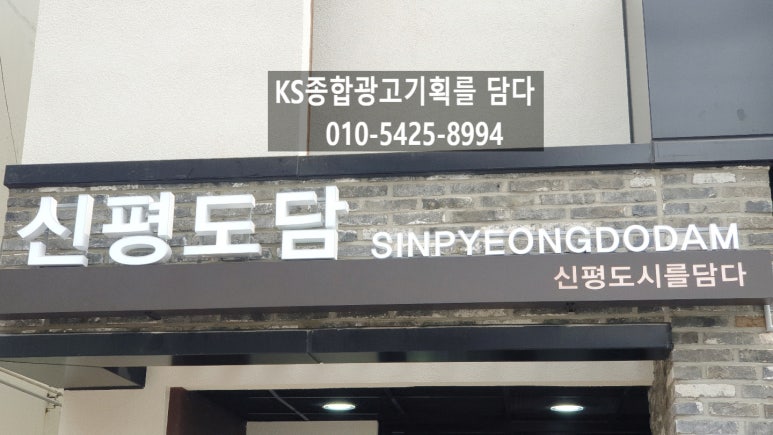 KS종합광고기획를 담다
010-5425-8994
신평도담 SINPYEONGDODAM
신평도시를담다